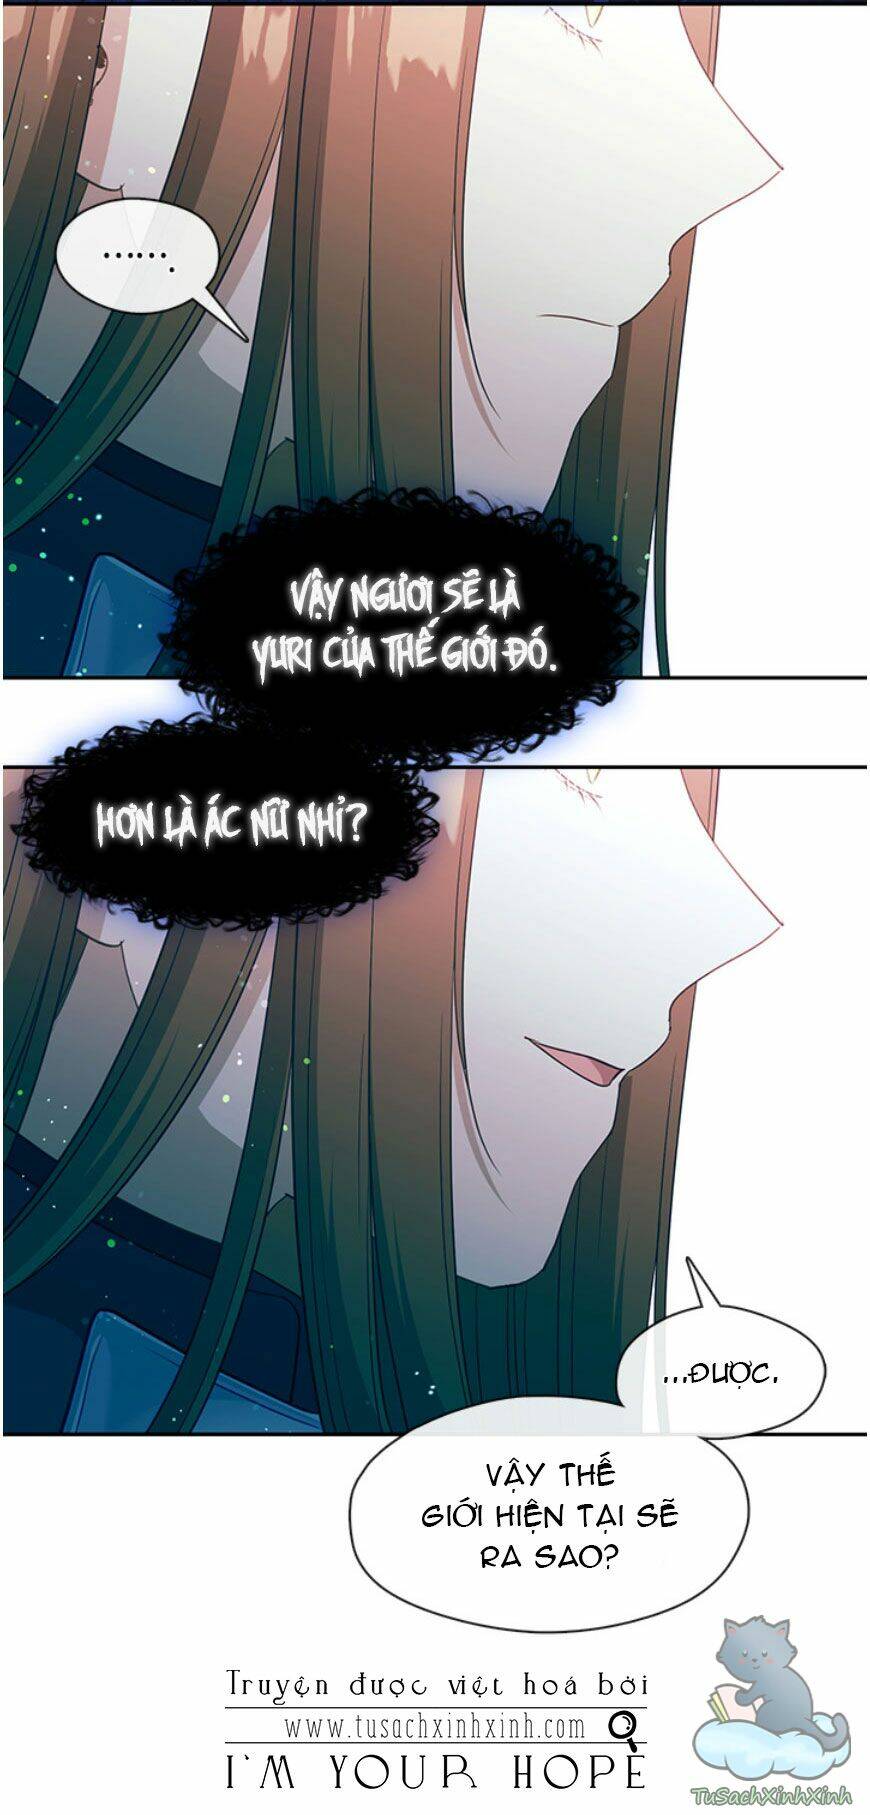 .......
VẬY NGƯƠI SẼ LÀ
YURI CỦA THẾ GIỚI ĐÓ.
HƠN LÀ ÁC NỮ NHỈ?
...ĐƯỢC.
VẬY THẾ
GIỚI HIỆN TẠI SẼ
RA SAO?
Truyện được việt hoá bởi
www.tusachxinhxinh.com
I'M YOUR HOPE
TuSachXinhXinh